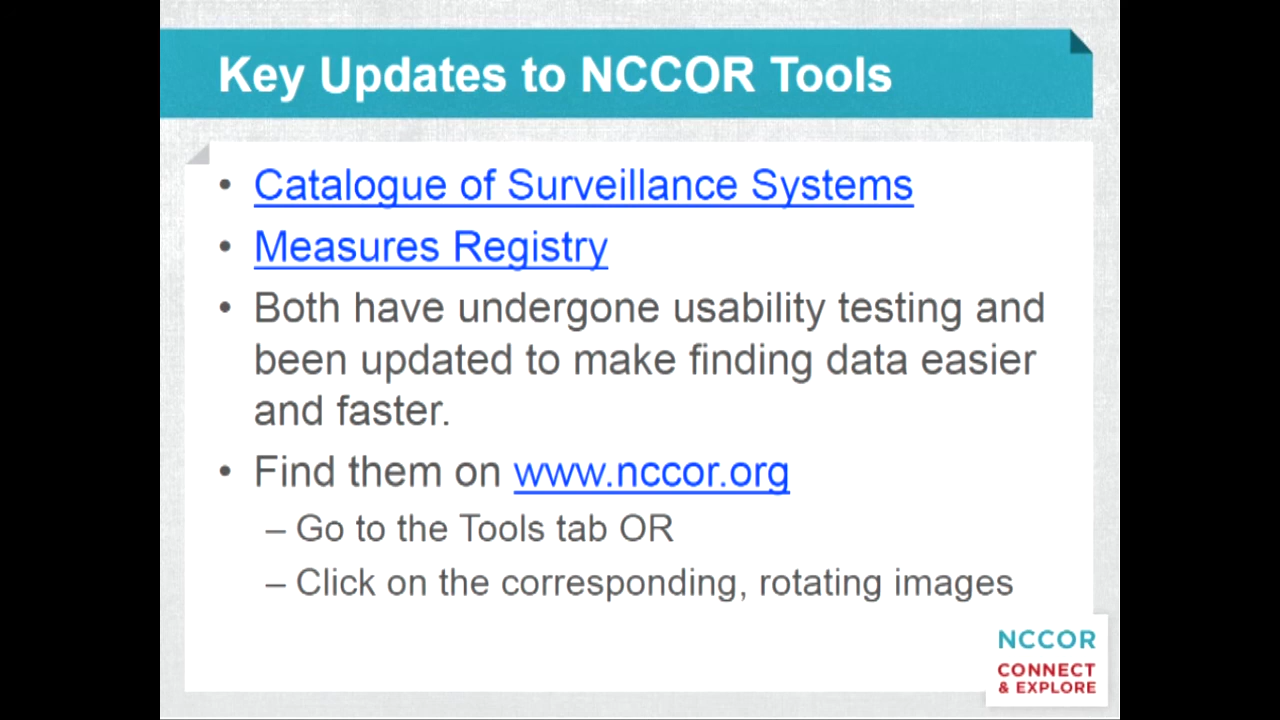 Key Updates to NCCOR Tools
• Catalogue of Surveillance Systems
• Measures Registry
• Both have undergone usability testing and
been updated to make finding data easier
and faster.
• Find them on www.nccor.org
– Go to the Tools tab OR
– Click on the corresponding, rotating images
NCCOR
CONNECT
& EXPLORE